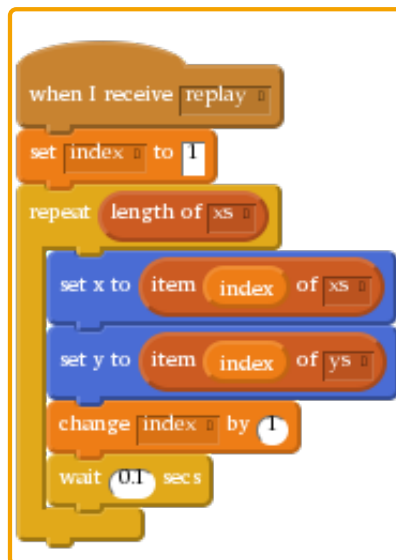 when I receive replay
set index to 1
repeat length of xs
set x to item index of xs
set y to item index of ys
change index by 1
wait 0.1 secs